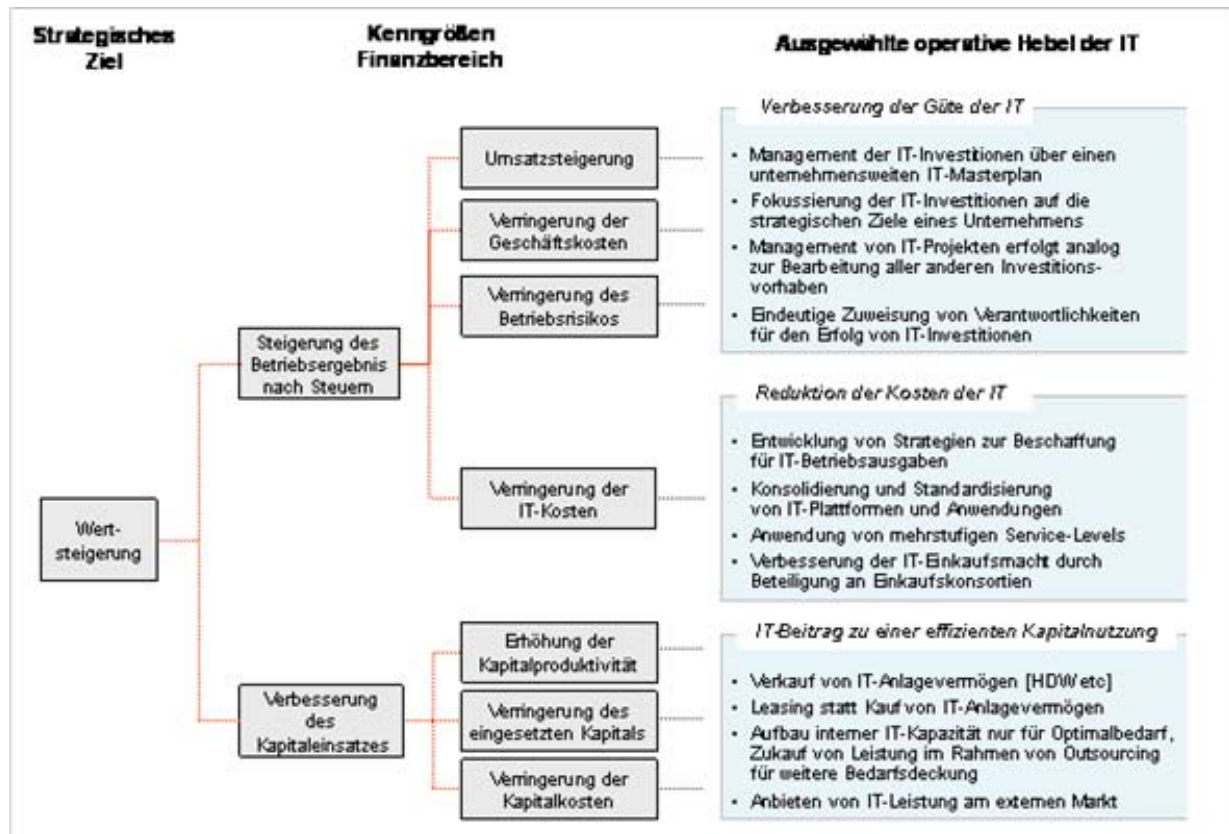 Strategisches
Ziel
Kenngrößen
Finanzbereich
Ausgewählte operative Hebel der IT
Wert-
steigerung
Steigerung des
Betriebsergebnis
nach Steuern
Verbesserung
des
Kapitaleinsatzes
Umsatzsteigerung
Verringerung der
Geschäftskosten
Verringerung des
Betriebsrisikos
Verringerung der
IT-Kosten
Erhöhung der
Kapitalproduktivität
Verringerung des
eingesetzten Kapitals
Verringerung der
Kapitalkosten
Verbesserung der Güte der IT
• Management der IT-Investitionen über einen
unternehmensweiten IT-Masterplan
• Fokussierung der IT-Investitionen auf die
strategischen Ziele eines Unternehmens
• Management von IT-Projekten erfolgt analog
zur Bearbeitung aller anderen Investitions-
vorhaben
• Eindeutige Zuweisung von Verantwortlichkeiten
für den Erfolg von IT-Investitionen
Reduktion der Kosten der IT
• Entwicklung von Strategien zur Beschaffung
für IT-Betriebsausgaben
• Konsolidierung und Standardisierung
von IT-Plattformen und Anwendungen
• Anwendung von mehrstufigen Service-Levels
• Verbesserung der IT-Einkaufsmacht durch
Beteiligung an Einkaufskonsortien
IT-Beitrag zu einer effizienten Kapitalnutzung
• Verkauf von IT-Anlagevermögen [HDW etc]
• Leasing statt Kauf von IT-Anlagevermögen
• Aufbau interner IT-Kapazität nur für Optimalbedarf,
Zukauf von Leistung im Rahmen von Outsourcing
für weitere Bedarfsdeckung
• Anbieten von IT-Leistung am externen Markt